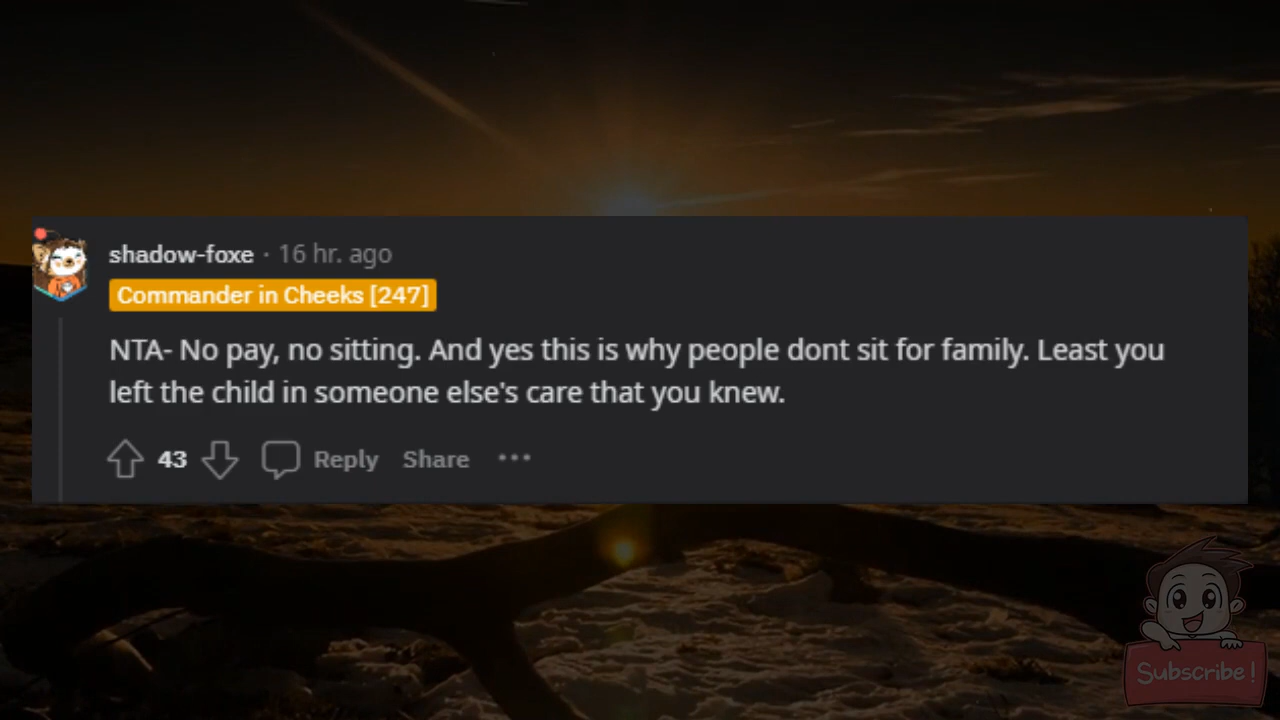 shadow-foxe · 16 hr. ago
Commander in Cheeks [247]
NTA- No pay, no sitting. And yes this is why people dont sit for family. Least you
left the child in someone else's care that you knew.
43 Reply Share ···
Subscribe!